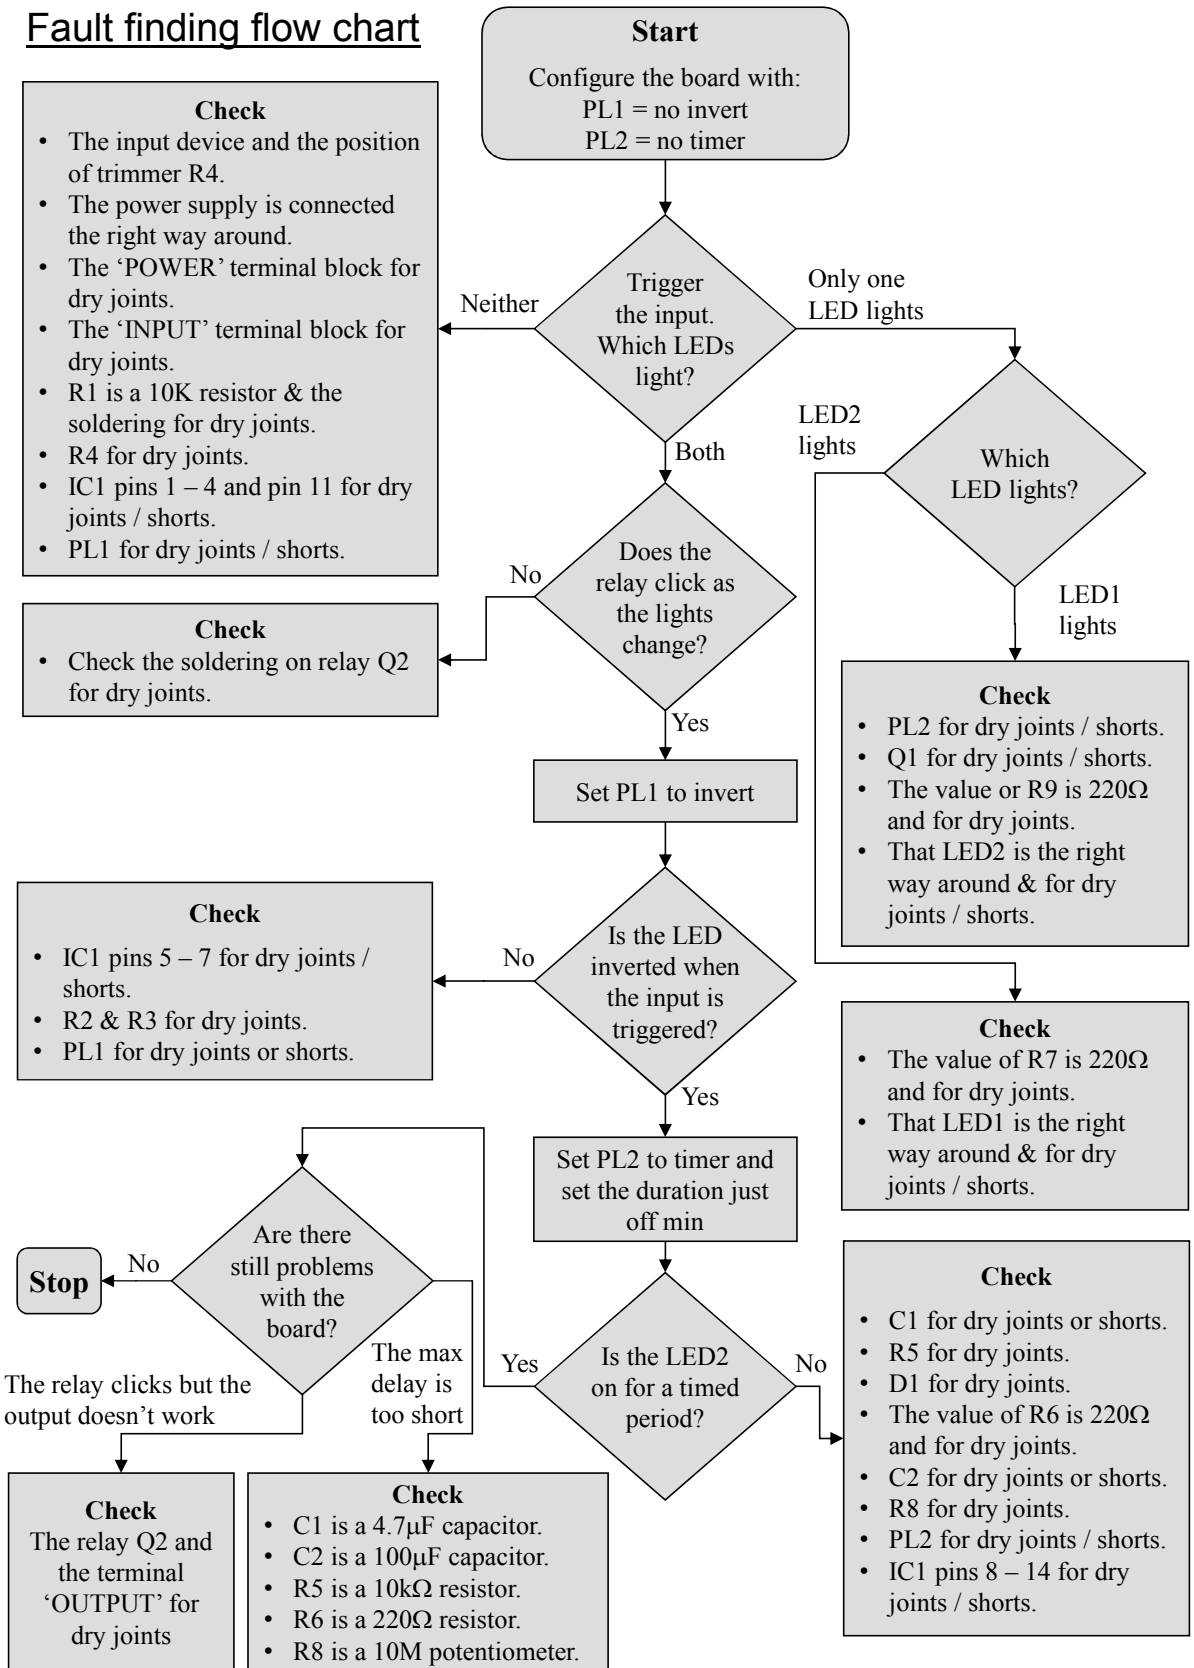 Fault finding flow chart
Start
Configure the board with:
PL1 = no invert
PL2 = no timer
Check
• The input device and the position
of trimmer R4.
• The power supply is connected
the right way around.
• The ‘POWER’ terminal block for
dry joints.
• The ‘INPUT’ terminal block for
dry joints.
• R1 is a 10K resistor & the
soldering for dry joints.
• R4 for dry joints.
• IC1 pins 1 – 4 and pin 11 for dry
joints / shorts.
• PL1 for dry joints / shorts.
Neither
Trigger
the input.
Which LEDs
light?
Only one
LED lights
Both
LED2
lights
Which
LED lights?
LED1
lights
Does the
relay click as
the lights
change?
No
Check
• Check the soldering on relay Q2
for dry joints.
Yes
Check
• PL2 for dry joints / shorts.
• Q1 for dry joints / shorts.
• The value or R9 is 220Ω
and for dry joints.
• That LED2 is the right
way around & for dry
joints / shorts.
Set PL1 to invert
Is the LED
inverted when
the input is
triggered?
No
Check
• IC1 pins 5 – 7 for dry joints /
shorts.
• R2 & R3 for dry joints.
• PL1 for dry joints or shorts.
Yes
Check
• The value of R7 is 220Ω
and for dry joints.
• That LED1 is the right
way around & for dry
joints / shorts.
Set PL2 to timer and
set the duration just
off min
Is the LED2
on for a timed
period?
Yes
No
Check
• C1 for dry joints or shorts.
• R5 for dry joints.
• D1 for dry joints.
• The value of R6 is 220Ω
and for dry joints.
• C2 for dry joints or shorts.
• R8 for dry joints.
• PL2 for dry joints / shorts.
• IC1 pins 8 – 14 for dry
joints / shorts.
Are there
still problems
with the
board?
No
Stop
The relay clicks but the
output doesn’t work
The max
delay is
too short
Check
The relay Q2 and
the terminal
‘OUTPUT’ for
dry joints
Check
• C1 is a 4.7μF capacitor.
• C2 is a 100μF capacitor.
• R5 is a 10kΩ resistor.
• R6 is a 220Ω resistor.
• R8 is a 10M potentiometer.